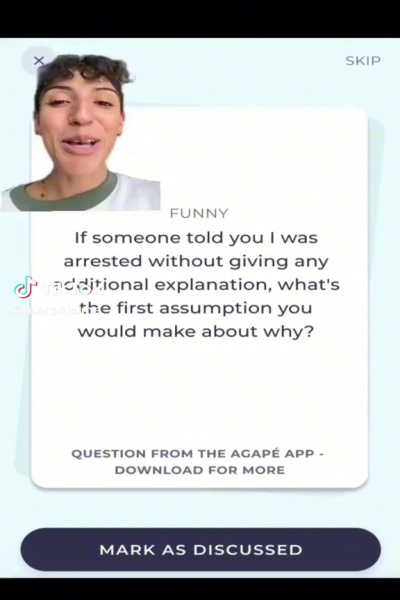 SKIP
FUNNY
If someone told you I was
arrested without giving any
additional explanation, what's
the first assumption you
would make about why?
QUESTION FROM THE AGAPÉ APP -
DOWNLOAD FOR MORE
MARK AS DISCUSSED